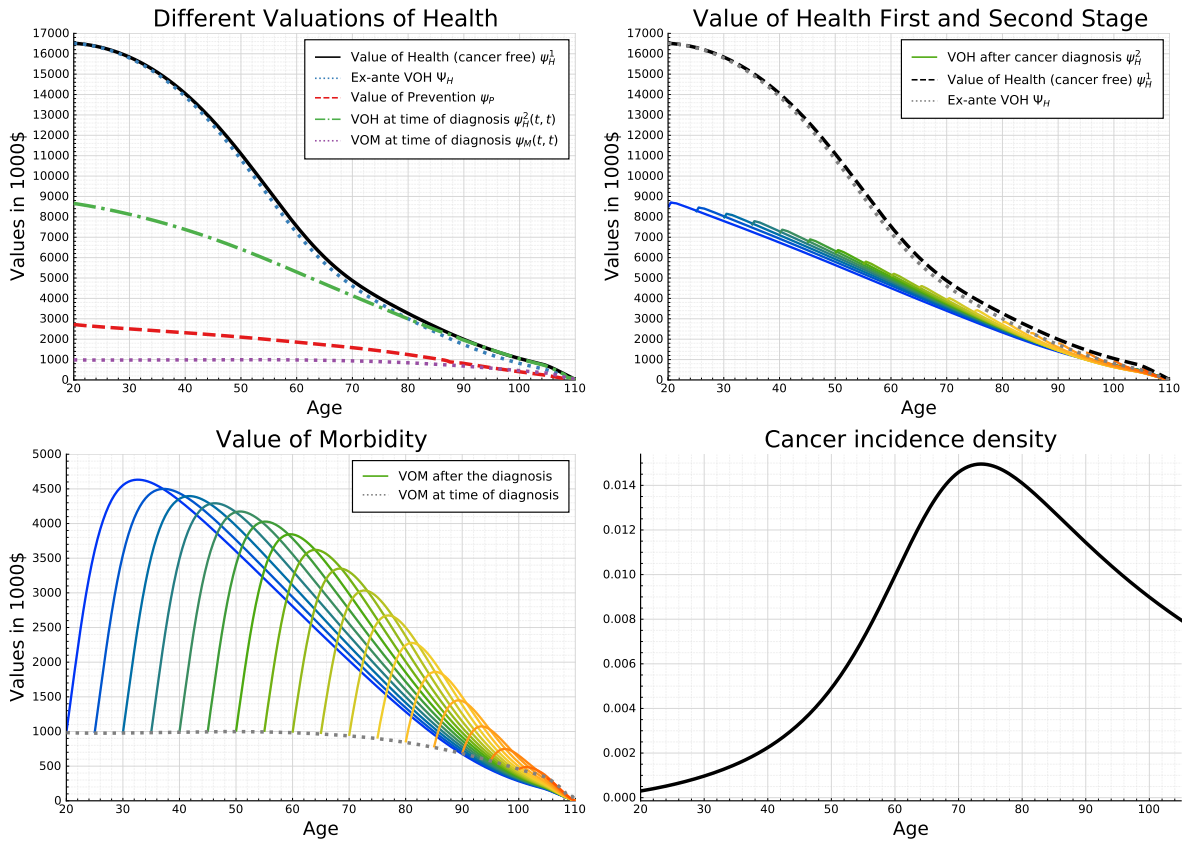 Different Valuations of Health
17000
16000
15000
14000
13000
12000
11000
10000
9000
8000
7000
6000
5000
4000
3000
2000
1000
0
Values in 1000$
Value of Health (cancer free) ψ¹_H
Ex-ante VOH Ψ_H
Value of Prevention ψ_P
VOH at time of diagnosis ψ²_H(t, t)
VOM at time of diagnosis ψ_M(t, t)
20 30 40 50 60 70 80 90 100 110
Age
Value of Health First and Second Stage
17000
16000
15000
14000
13000
12000
11000
10000
9000
8000
7000
6000
5000
4000
3000
2000
1000
0
Values in 1000$
VOH after cancer diagnosis ψ²_H
Value of Health (cancer free) ψ¹_H
Ex-ante VOH Ψ_H
20 30 40 50 60 70 80 90 100 110
Age
Value of Morbidity
5000
4500
4000
3500
3000
2500
2000
1500
1000
500
0
Values in 1000$
VOM after the diagnosis
VOM at time of diagnosis
20 30 40 50 60 70 80 90 100 110
Age
Cancer incidence density
0.014
0.012
0.010
0.008
0.006
0.004
0.002
0.000
20 30 40 50 60 70 80 90 100
Age